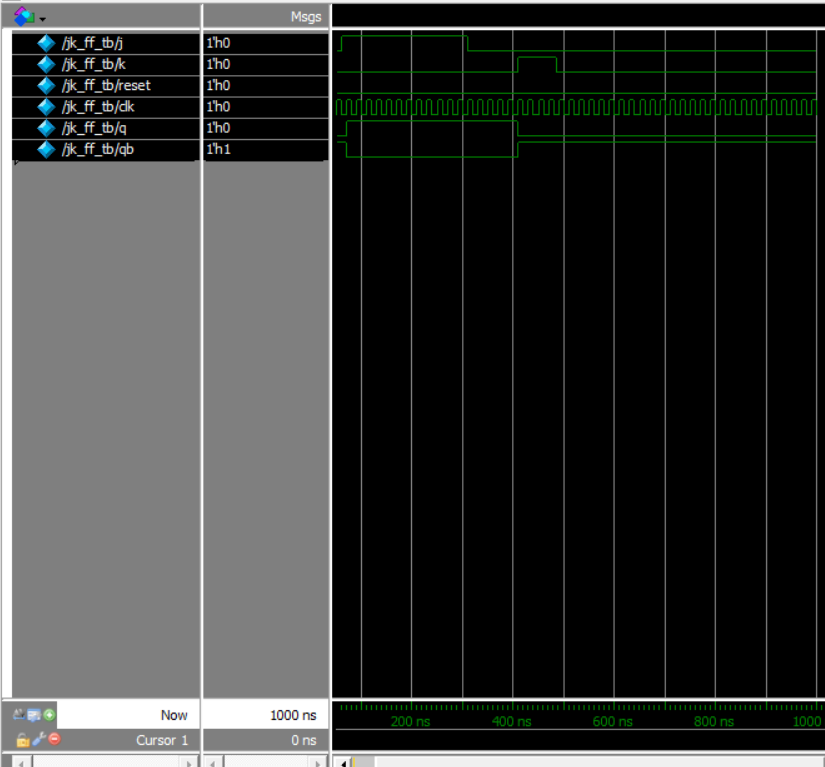 Msgs
/jk_ff_tb/j 1'h0
/jk_ff_tb/k 1'h0
/jk_ff_tb/reset 1'h0
/jk_ff_tb/clk 1'h0
/jk_ff_tb/q 1'h0
/jk_ff_tb/qb 1'h1
Now 1000 ns
200 ns 400 ns 600 ns 800 ns 1000
Cursor 1 0 ns